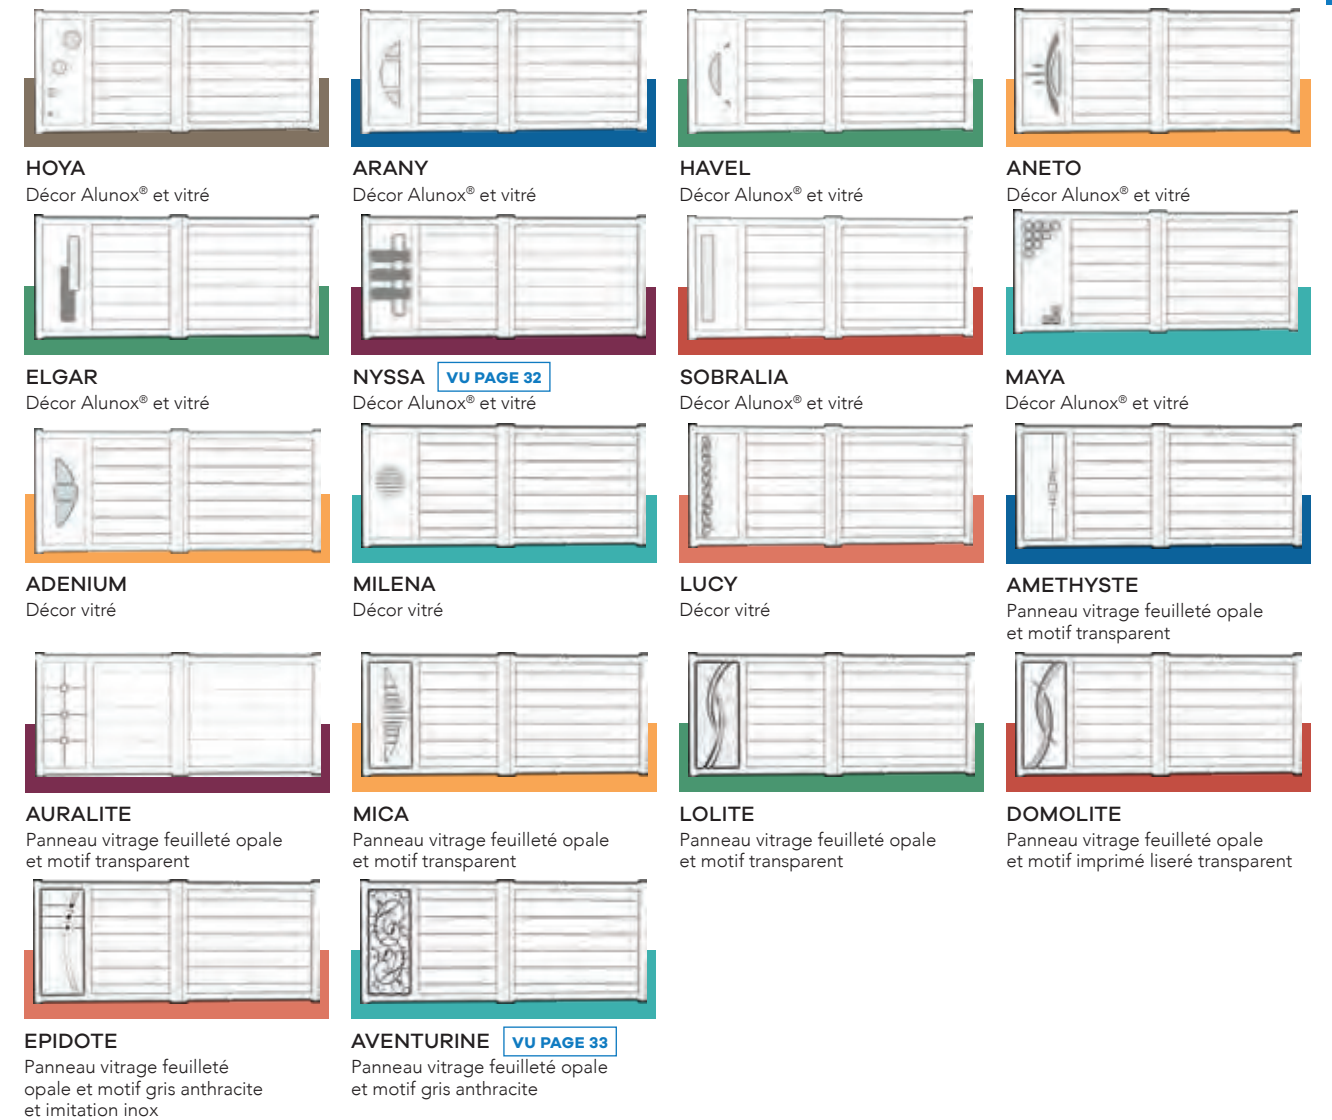 HOYA
Décor Alunox® et vitré
ARANY
Décor Alunox® et vitré
HAVEL
Décor Alunox® et vitré
ANETO
Décor Alunox® et vitré
ELGAR
Décor Alunox® et vitré
NYSSA VU PAGE 32
Décor Alunox® et vitré
SOBRALIA
Décor Alunox® et vitré
MAYA
Décor Alunox® et vitré
ADENIUM
Décor vitré
MILENA
Décor vitré
LUCY
Décor vitré
AMETHYSTE
Panneau vitrage feuilleté opale
et motif transparent
AURALITE
Panneau vitrage feuilleté opale
et motif transparent
MICA
Panneau vitrage feuilleté opale
et motif transparent
LOLITE
Panneau vitrage feuilleté opale
et motif transparent
DOMOLITE
Panneau vitrage feuilleté opale
et motif imprimé liseré transparent
EPIDOTE
Panneau vitrage feuilleté
opale et motif gris anthracite
et imitation inox
AVENTURINE VU PAGE 33
Panneau vitrage feuilleté opale
et motif gris anthracite